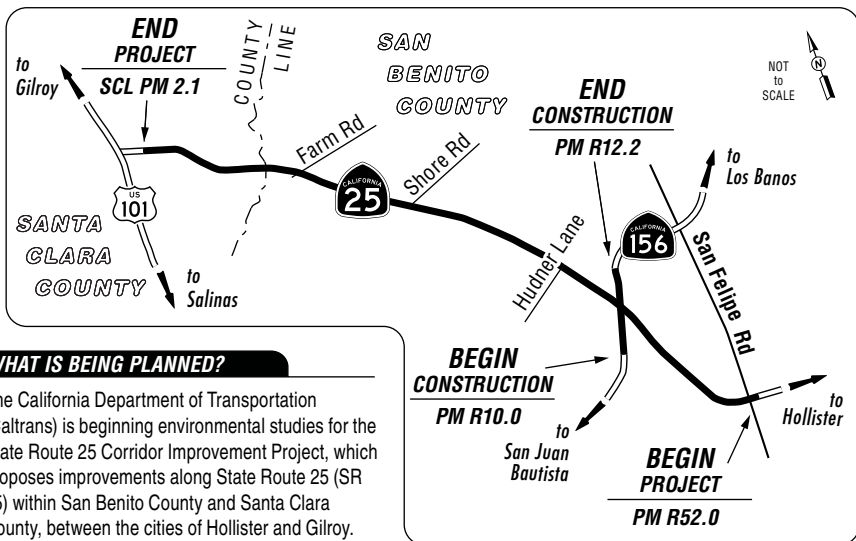 END
PROJECT
SCL PM 2.1
to
Gilroy
COUNTY
LINE
SAN
BENITO
COUNTY
NOT
to
SCALE
N
END
CONSTRUCTION
PM R12.2
to
Los Banos
Farm Rd
CALIFORNIA
25
Shore Rd
US
101
CALIFORNIA
156
San Felipe Rd
SANTA
CLARA
COUNTY
to
Salinas
Hudner Lane
BEGIN
CONSTRUCTION
PM R10.0
to
San Juan
Bautista
to
Hollister
BEGIN
PROJECT
PM R52.0
WHAT IS BEING PLANNED?
he California Department of Transportation
altrans) is beginning environmental studies for the
ate Route 25 Corridor Improvement Project, which
oposes improvements along State Route 25 (SR
5) within San Benito County and Santa Clara
ounty, between the cities of Hollister and Gilroy.